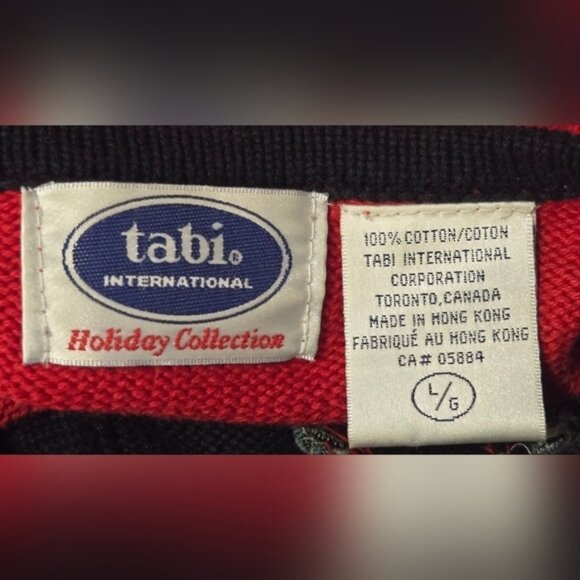 tabi®
INTERNATIONAL
Holiday Collection
100% COTTON/COTON
TABI INTERNATIONAL
CORPORATION
TORONTO,CANADA
MADE IN HONG KONG
FABRIQUÉ AU HONG KONG
CA# 05884
L/G